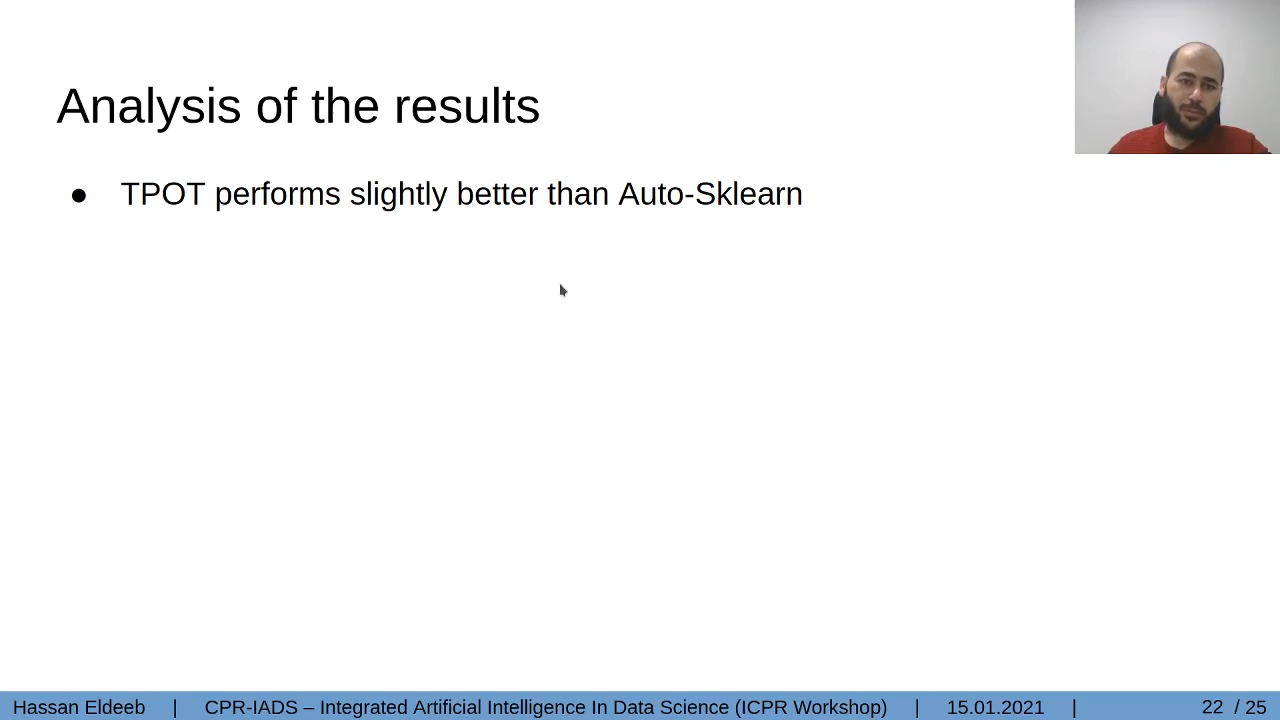 Analysis of the results
● TPOT performs slightly better than Auto-Sklearn
Hassan Eldeeb | CPR-IADS – Integrated Artificial Intelligence In Data Science (ICPR Workshop) | 15.01.2021 | 22 / 25